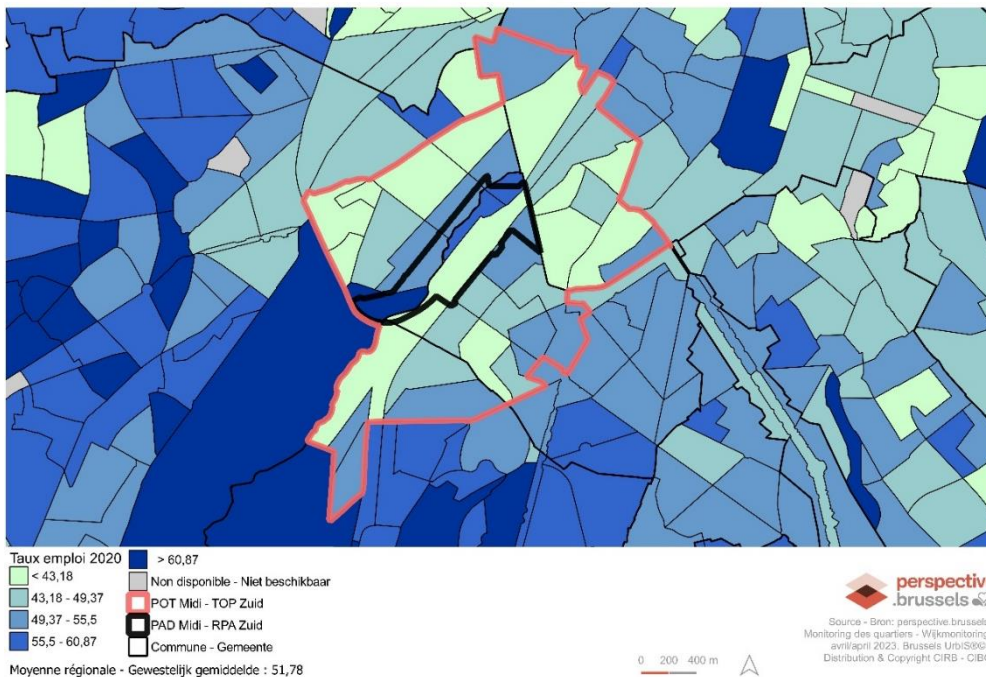 Taux emploi 2020
< 43,18
43,18 - 49,37
49,37 - 55,5
55,5 - 60,87
> 60,87
Non disponible - Niet beschikbaar
POT Midi - TOP Zuid
PAD Midi - RPA Zuid
Commune - Gemeente
Moyenne régionale - Gewestelijk gemiddelde : 51,78
0 200 400 m
perspective
.brussels
Source - Bron: perspective.brussels
Monitoring des quartiers - Wijkmonitoring
avril/april 2023. Brussels UrbIS®©
Distribution & Copyright CIRB - CIBG